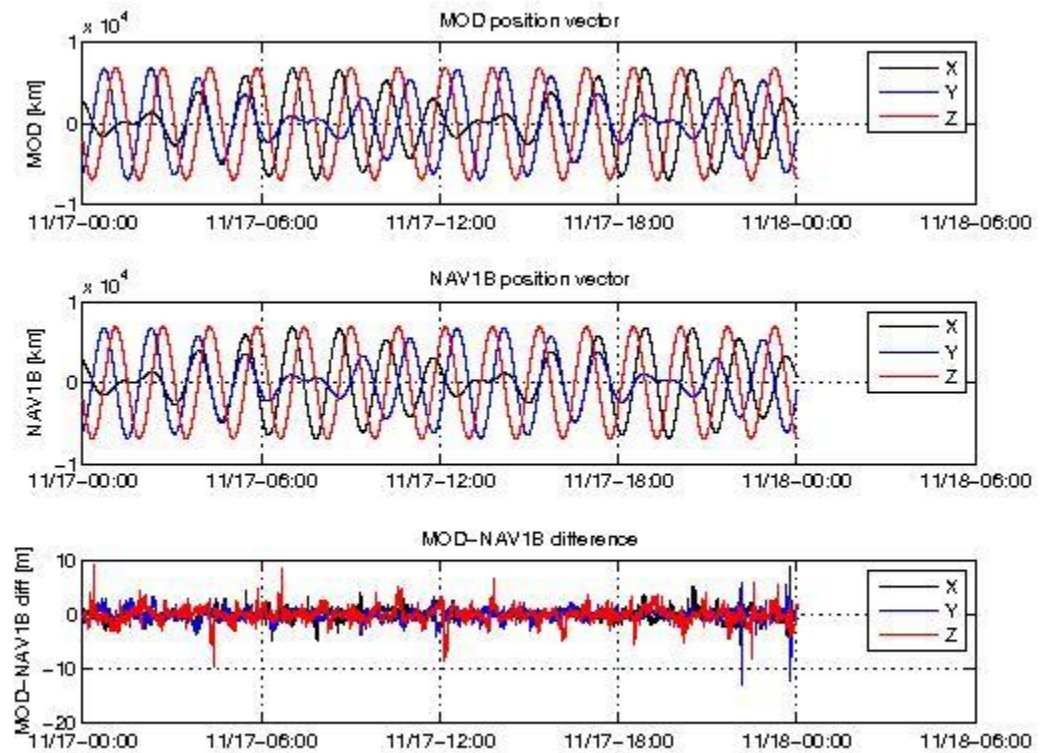 x 10^4
MOD position vector
1
0
−1
MOD [km]
X
Y
Z
11/17−00:00 11/17−06:00 11/17−12:00 11/17−18:00 11/18−00:00 11/18−06:00
x 10^4
NAV1B position vector
1
0
−1
NAV1B [km]
X
Y
Z
11/17−00:00 11/17−06:00 11/17−12:00 11/17−18:00 11/18−00:00 11/18−06:00
MOD−NAV1B difference
10
0
−10
−20
MOD−NAV1B diff [m]
X
Y
Z
11/17−00:00 11/17−06:00 11/17−12:00 11/17−18:00 11/18−00:00 11/18−06:00